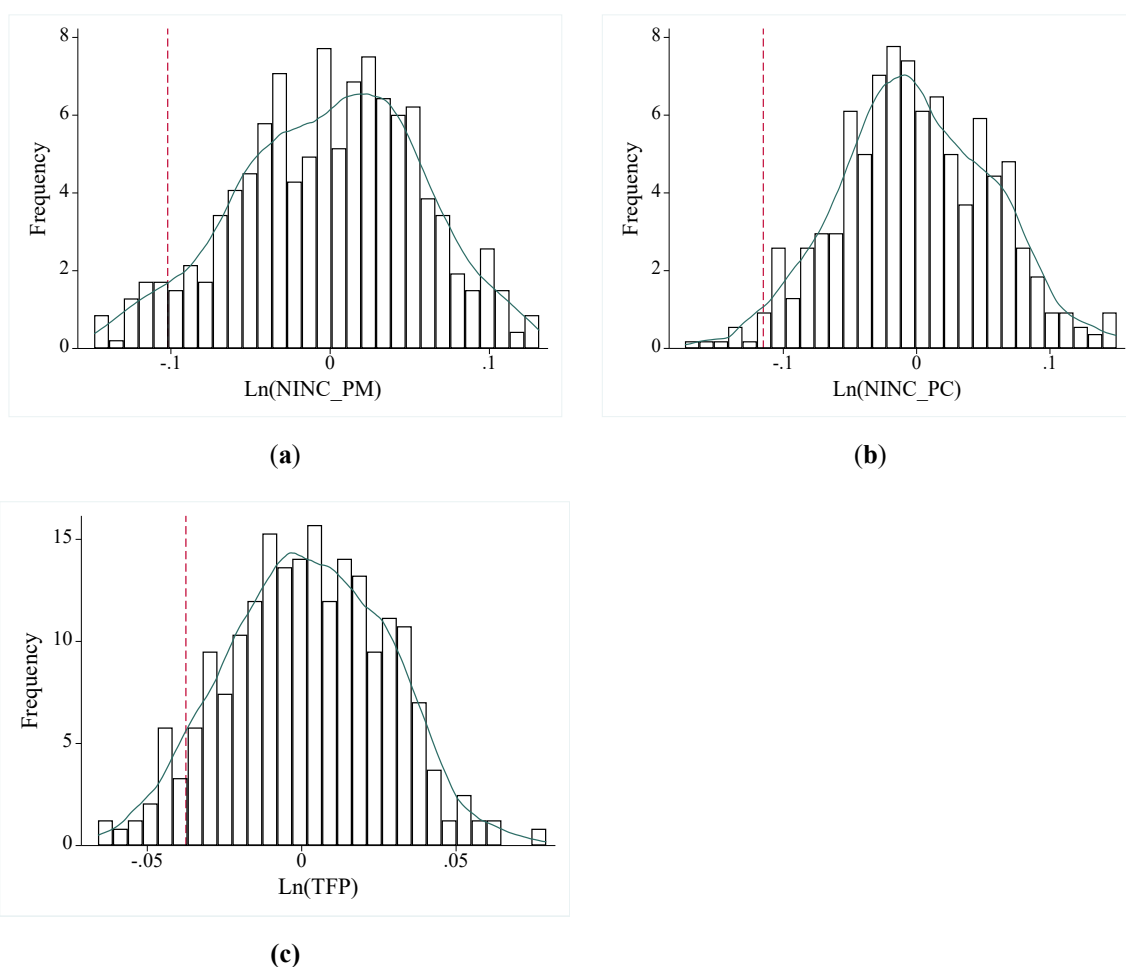 8
6
4
2
0
Frequency
-.1 0 .1
Ln(NINC_PM)
(a)
8
6
4
2
0
Frequency
-.1 0 .1
Ln(NINC_PC)
(b)
15
10
5
0
Frequency
-.05 0 .05
Ln(TFP)
(c)